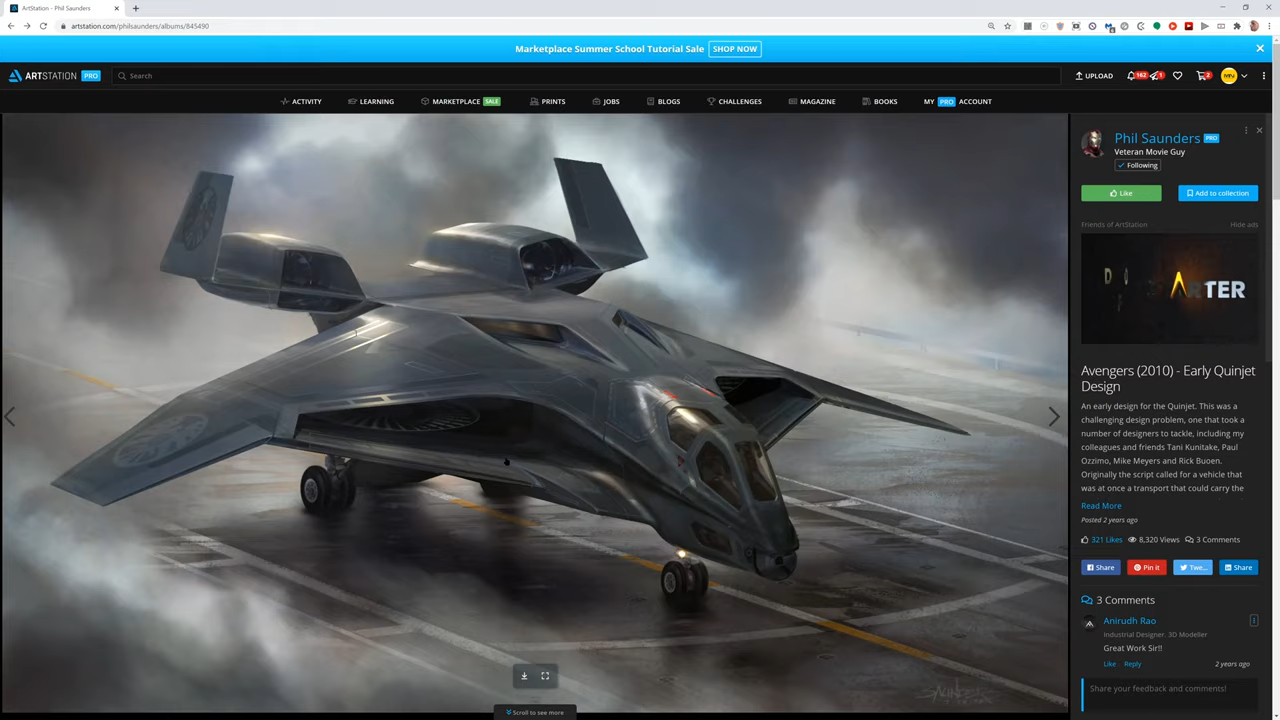 ArtStation - Phil Saunders
artstation.com/philsaunders/albums/845490
Marketplace Summer School Tutorial Sale SHOP NOW
ARTSTATION PRO Search UPLOAD 162 1 2
ACTIVITY LEARNING MARKETPLACE SALE PRINTS JOBS BLOGS CHALLENGES MAGAZINE BOOKS MY PRO ACCOUNT
Phil Saunders PRO
Veteran Movie Guy
Following
Like Add to collection
Friends of ArtStation Hide ads
ARTER
Avengers (2010) - Early Quinjet
Design
An early design for the Quinjet. This was a
challenging design problem, one that took a
number of designers to tackle, including my
colleagues and friends Tani Kunitake, Paul
Ozzimo, Mike Meyers and Rick Buoen.
Originally the script called for a vehicle that
was at once a transport that could carry the
Read More
Posted 2 years ago
321 Likes 8,320 Views 3 Comments
Share Pin it Twe... Share
3 Comments
Anirudh Rao
Industrial Designer. 3D Modeller
Great Work Sir!!
Like Reply 2 years ago
Share your feedback and comments!
Scroll to see more